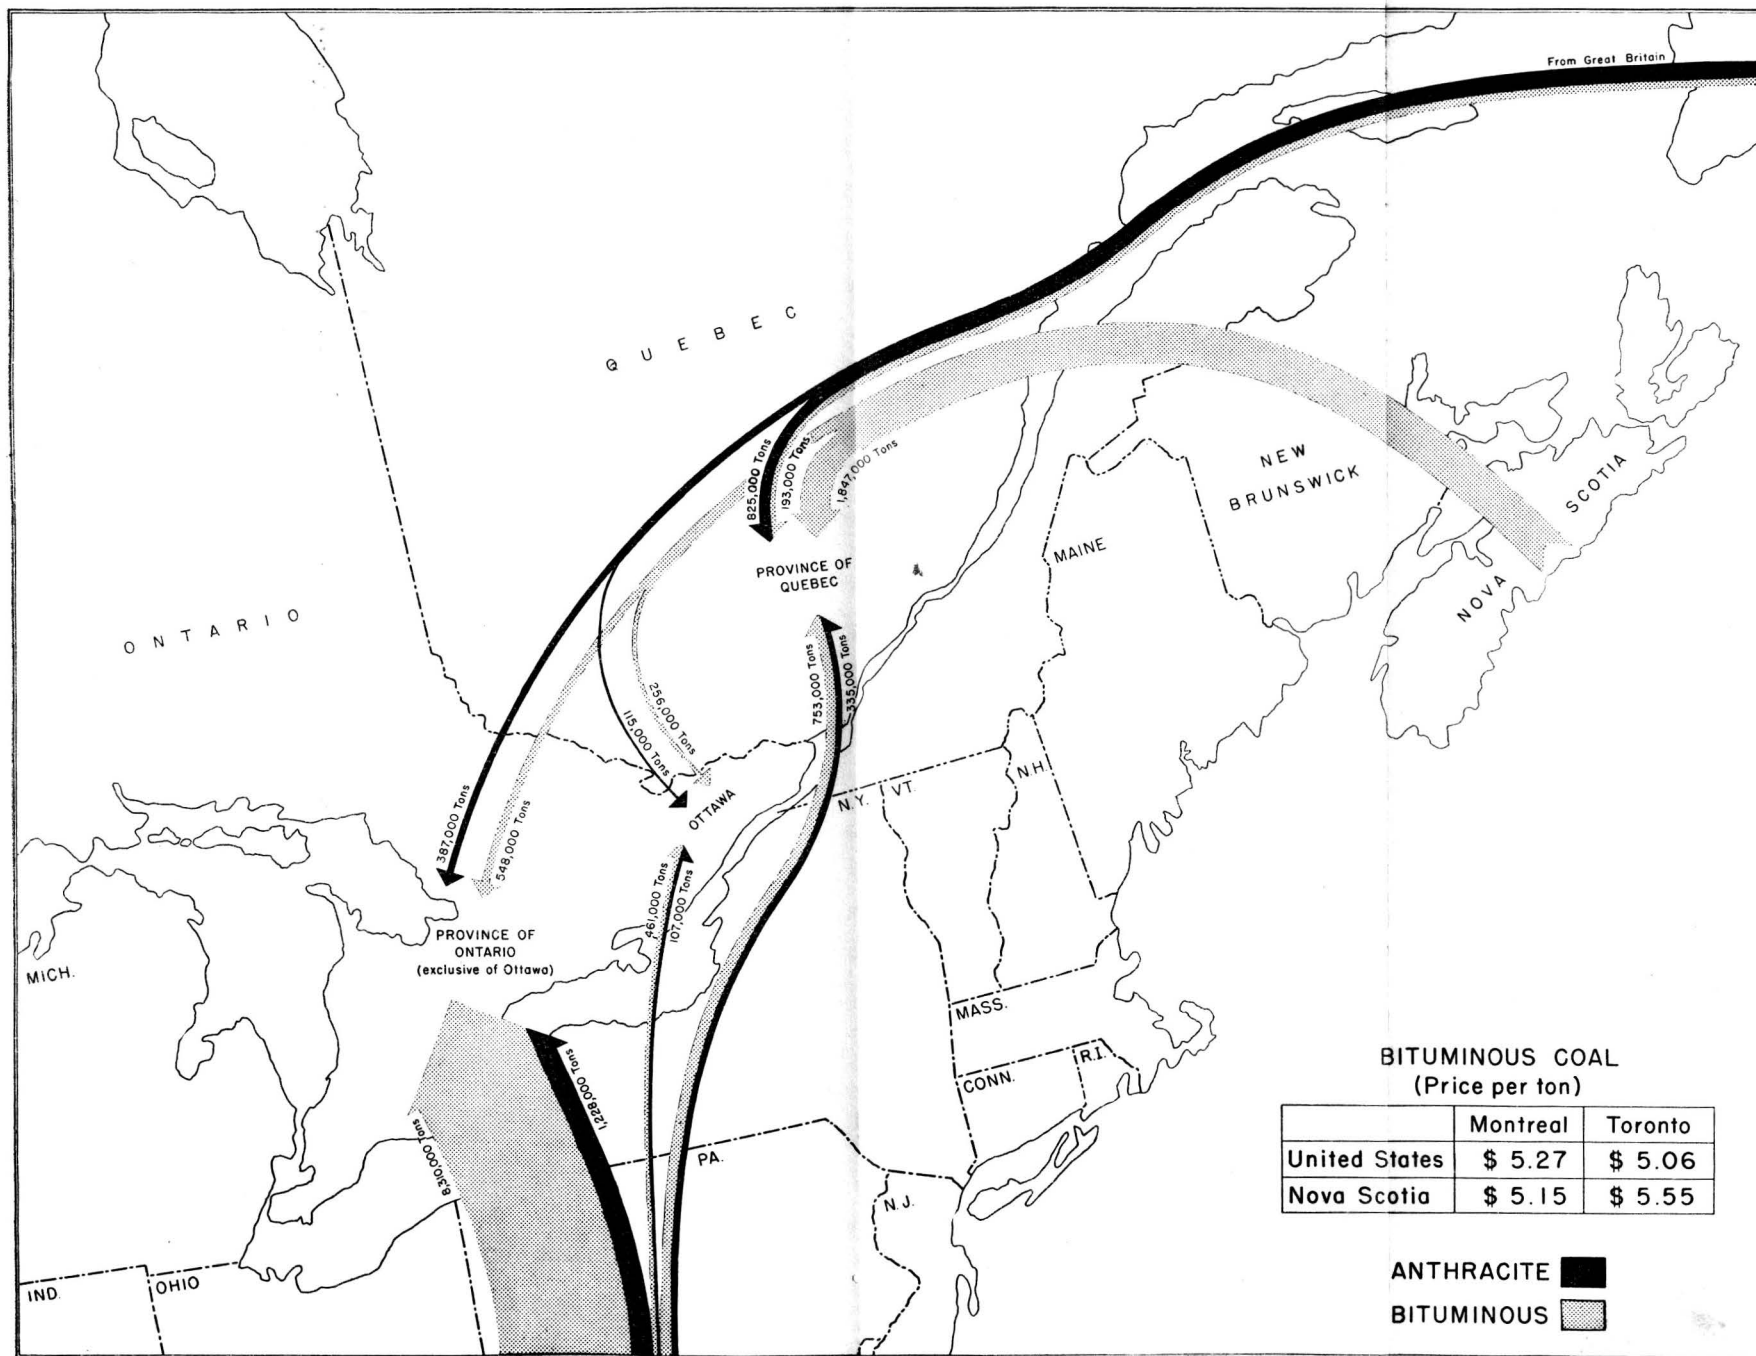 From Great Britain
QUEBEC
825,000 Tons
193,000 Tons
1,847,000 Tons
NEW
BRUNSWICK
NOVA
SCOTIA
MAINE
PROVINCE OF
QUEBEC
ONTARIO
256,000 Tons
115,000 Tons
753,000 Tons
335,000 Tons
N.H.
VT.
N.Y.
OTTAWA
387,000 Tons
548,000 Tons
461,000 Tons
107,000 Tons
PROVINCE OF
ONTARIO
(exclusive of Ottawa)
MICH.
MASS.
CONN.
R.I.
1,228,000 Tons
8,310,000 Tons
PA.
N.J.
IND.
OHIO
BITUMINOUS COAL
(Price per ton)
Montreal Toronto
United States $ 5.27 $ 5.06
Nova Scotia $ 5.15 $ 5.55
ANTHRACITE
BITUMINOUS